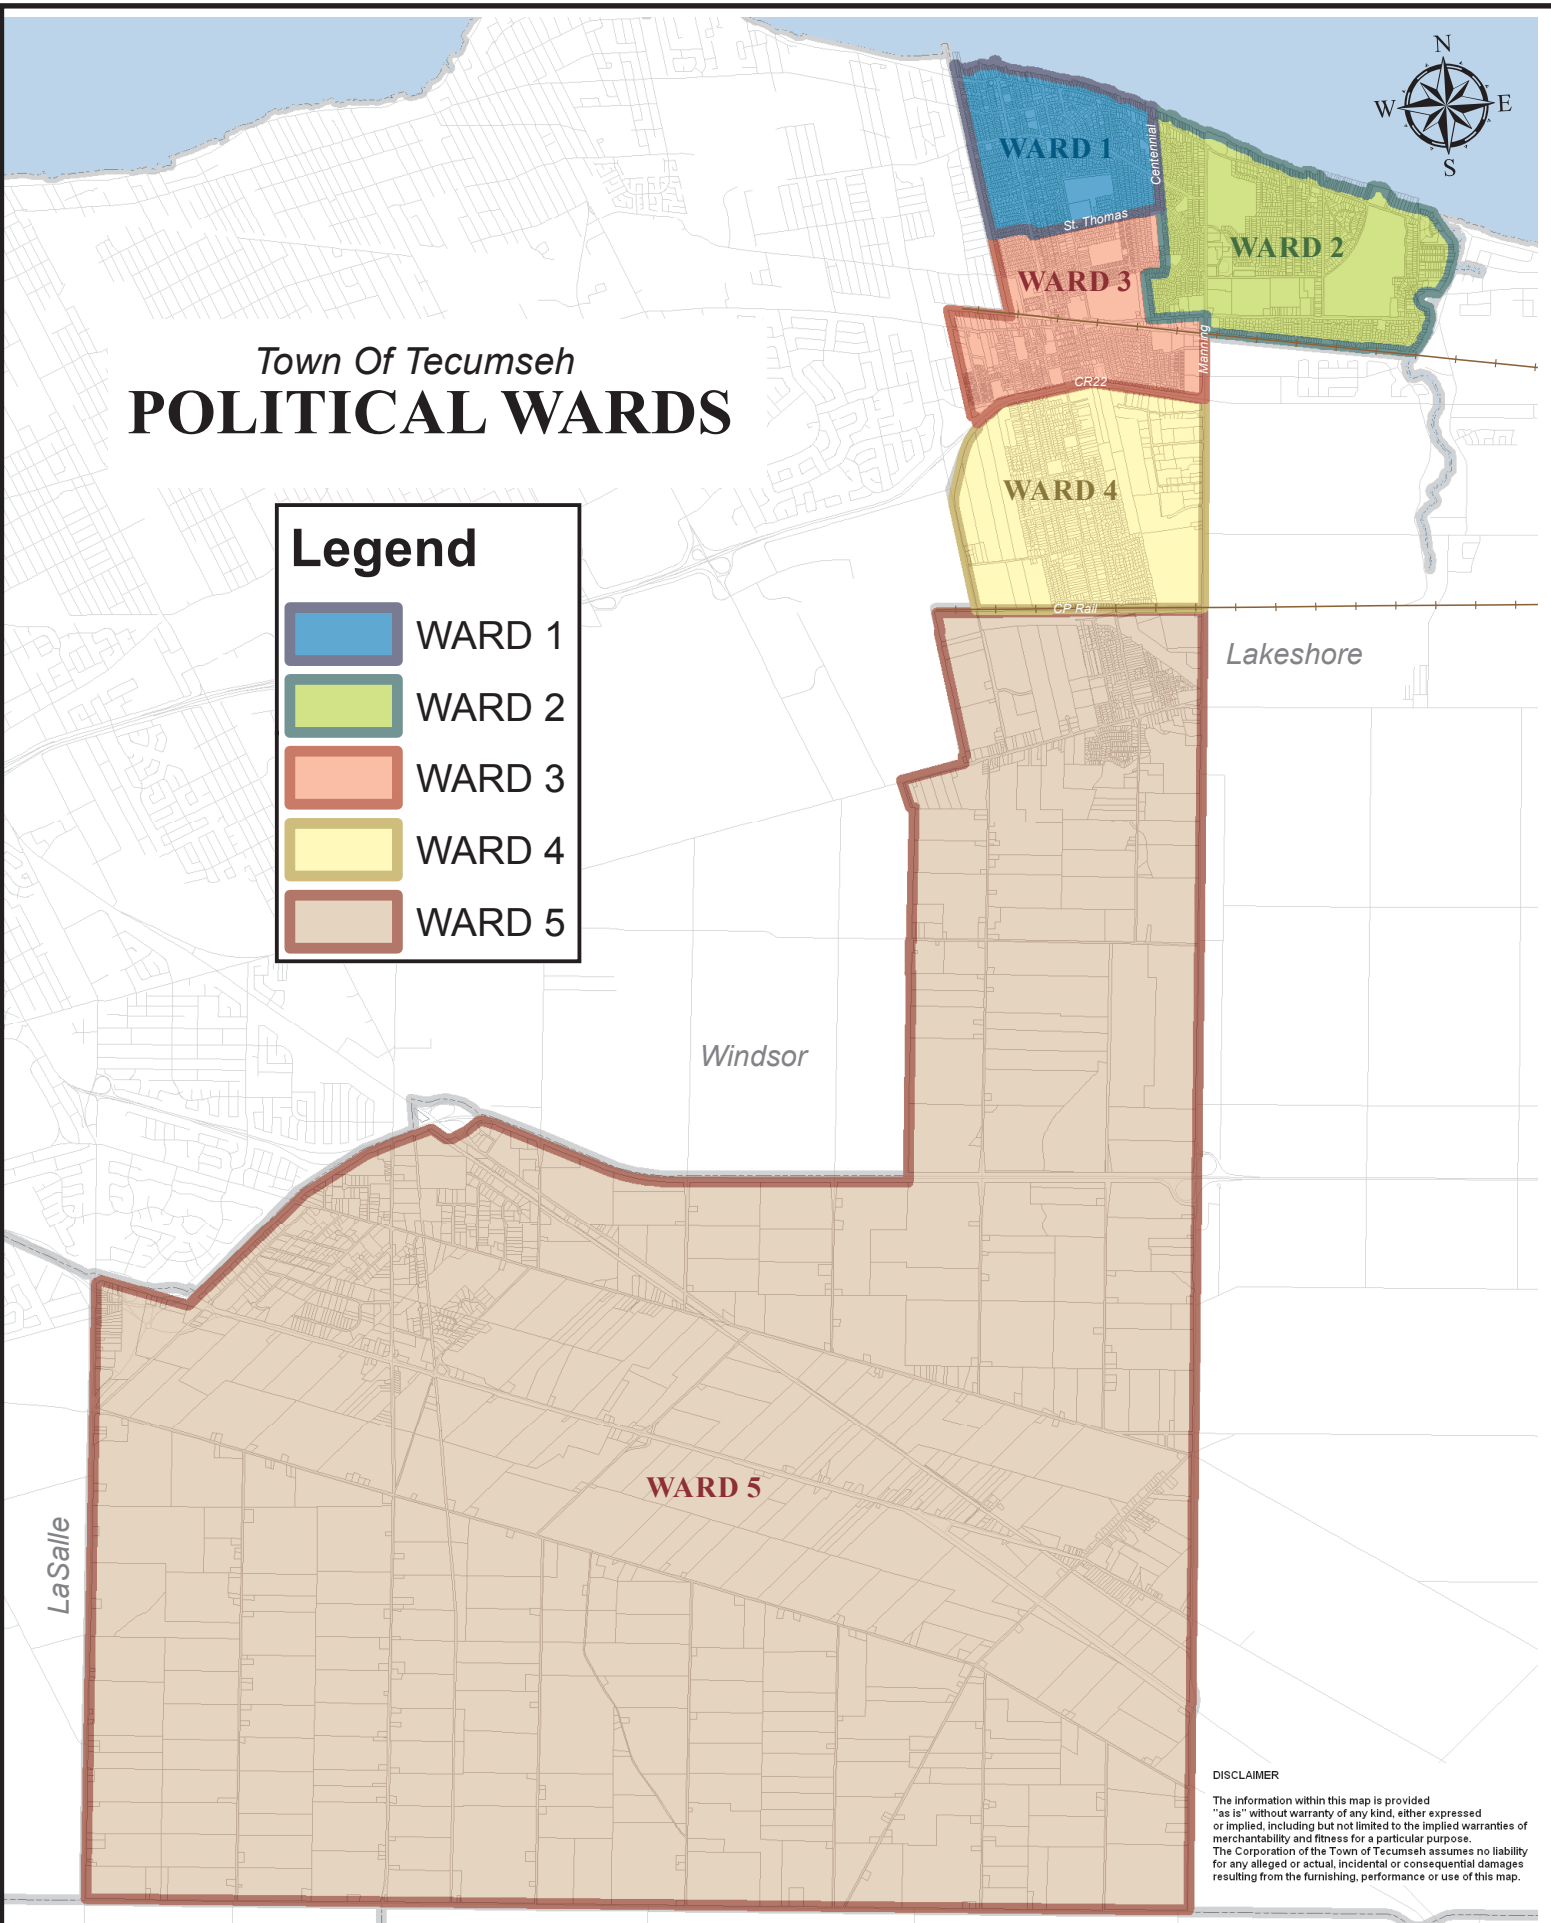 N
W
E
S
WARD 1
Centennial
St. Thomas
WARD 2
WARD 3
Manning
CR22
Town Of Tecumseh
POLITICAL WARDS
WARD 4
CP Rail
Legend
WARD 1
WARD 2
WARD 3
WARD 4
WARD 5
Lakeshore
Windsor
WARD 5
LaSalle
DISCLAIMER
The information within this map is provided
"as is" without warranty of any kind, either expressed
or implied, including but not limited to the implied warranties of
merchantability and fitness for a particular purpose.
The Corporation of the Town of Tecumseh assumes no liability
for any alleged or actual, incidental or consequential damages
resulting from the furnishing, performance or use of this map.